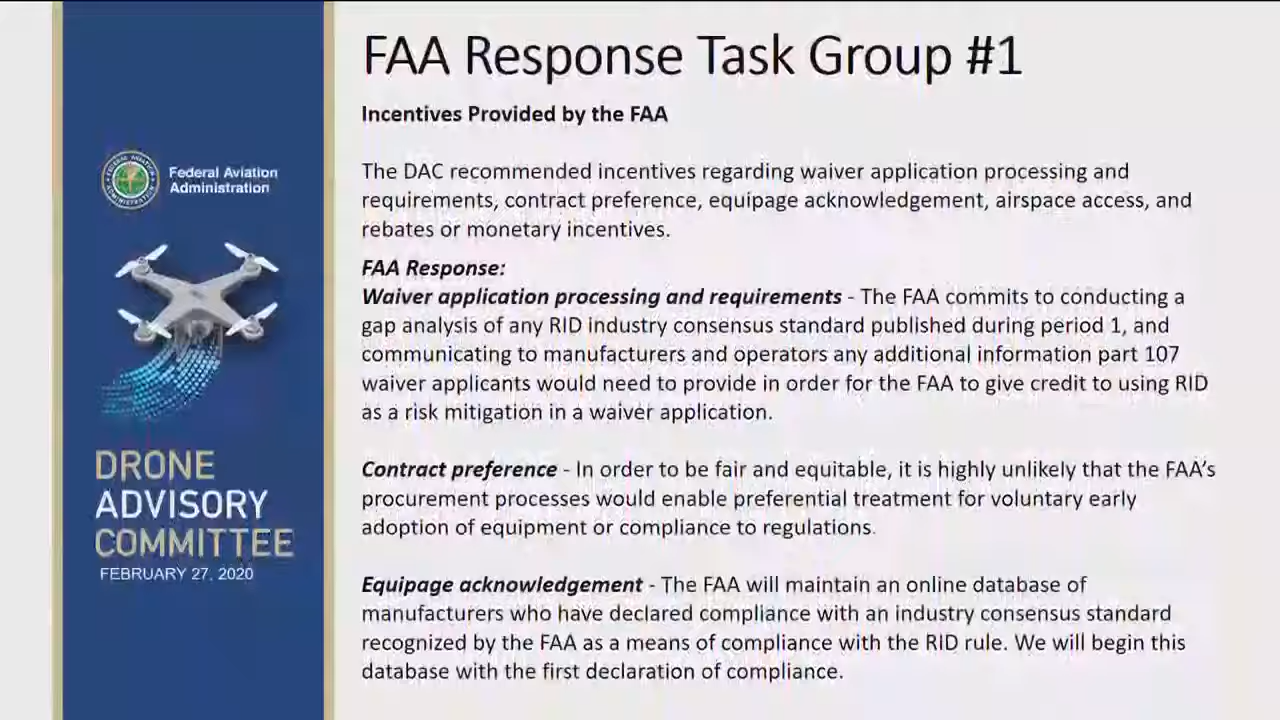 FAA Response Task Group #1
Incentives Provided by the FAA
The DAC recommended incentives regarding waiver application processing and
requirements, contract preference, equipage acknowledgement, airspace access, and
rebates or monetary incentives.
FAA Response:
Waiver application processing and requirements - The FAA commits to conducting a
gap analysis of any RID industry consensus standard published during period 1, and
communicating to manufacturers and operators any additional information part 107
waiver applicants would need to provide in order for the FAA to give credit to using RID
as a risk mitigation in a waiver application.
Contract preference - In order to be fair and equitable, it is highly unlikely that the FAA's
procurement processes would enable preferential treatment for voluntary early
adoption of equipment or compliance to regulations.
Equipage acknowledgement - The FAA will maintain an online database of
manufacturers who have declared compliance with an industry consensus standard
recognized by the FAA as a means of compliance with the RID rule. We will begin this
database with the first declaration of compliance.
Federal Aviation
Administration
DRONE
ADVISORY
COMMITTEE
FEBRUARY 27, 2020